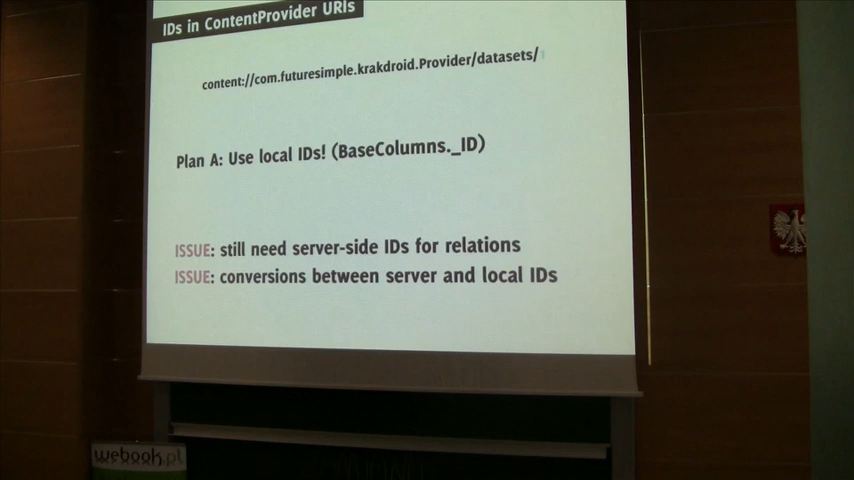 IDs in ContentProvider URIs
content://com.futuresimple.krakdroid.Provider/datasets/
Plan A: Use local IDs! (BaseColumns._ID)
ISSUE: still need server-side IDs for relations
ISSUE: conversions between server and local IDs
webook.pl